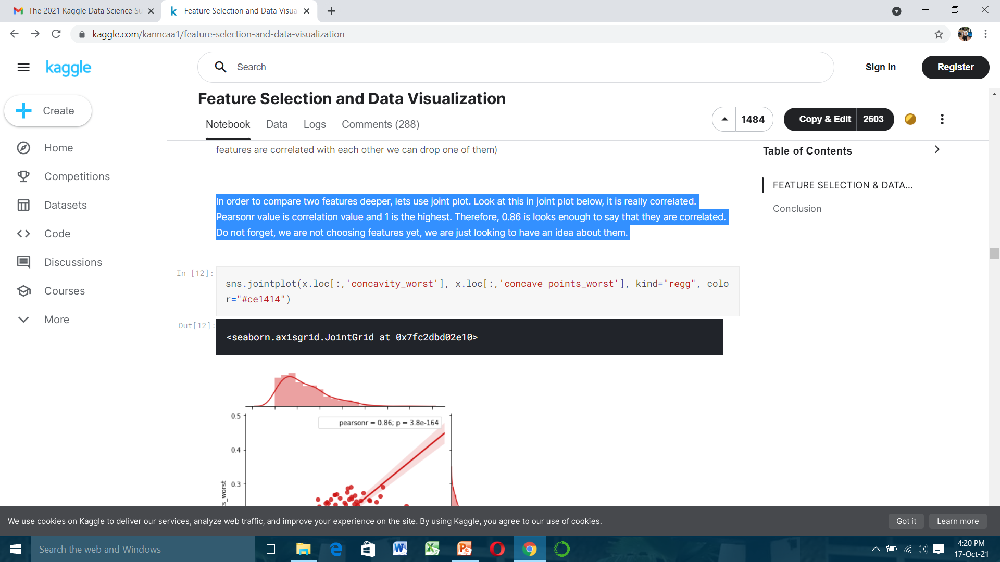 The 2021 Kaggle Data Science Su
Feature Selection and Data Visua
kaggle.com/kanncaa1/feature-selection-and-data-visualization
kaggle
Search
Sign In
Register
Create
Home
Competitions
Datasets
Code
Discussions
Courses
More
Feature Selection and Data Visualization
Notebook Data Logs Comments (288)
1484
Copy & Edit 2603
features are correlated with each other we can drop one of them)
In order to compare two features deeper, lets use joint plot. Look at this in joint plot below, it is really correlated.
Pearsonr value is correlation value and 1 is the highest. Therefore, 0.86 is looks enough to say that they are correlated.
Do not forget, we are not choosing features yet, we are just looking to have an idea about them.
In [12]:
sns.jointplot(x.loc[:,'concavity_worst'], x.loc[:,'concave points_worst'], kind="regg", colo
r="#ce1414")
Out[12]:
<seaborn.axisgrid.JointGrid at 0x7fc2dbd02e10>
pearsonr = 0.86; p = 3.8e-164
0.5
0.4
0.3
s_worst
Table of Contents
FEATURE SELECTION & DATA...
Conclusion
We use cookies on Kaggle to deliver our services, analyze web traffic, and improve your experience on the site. By using Kaggle, you agree to our use of cookies.
Got it
Learn more
Search the web and Windows
4:20 PM
17-Oct-21